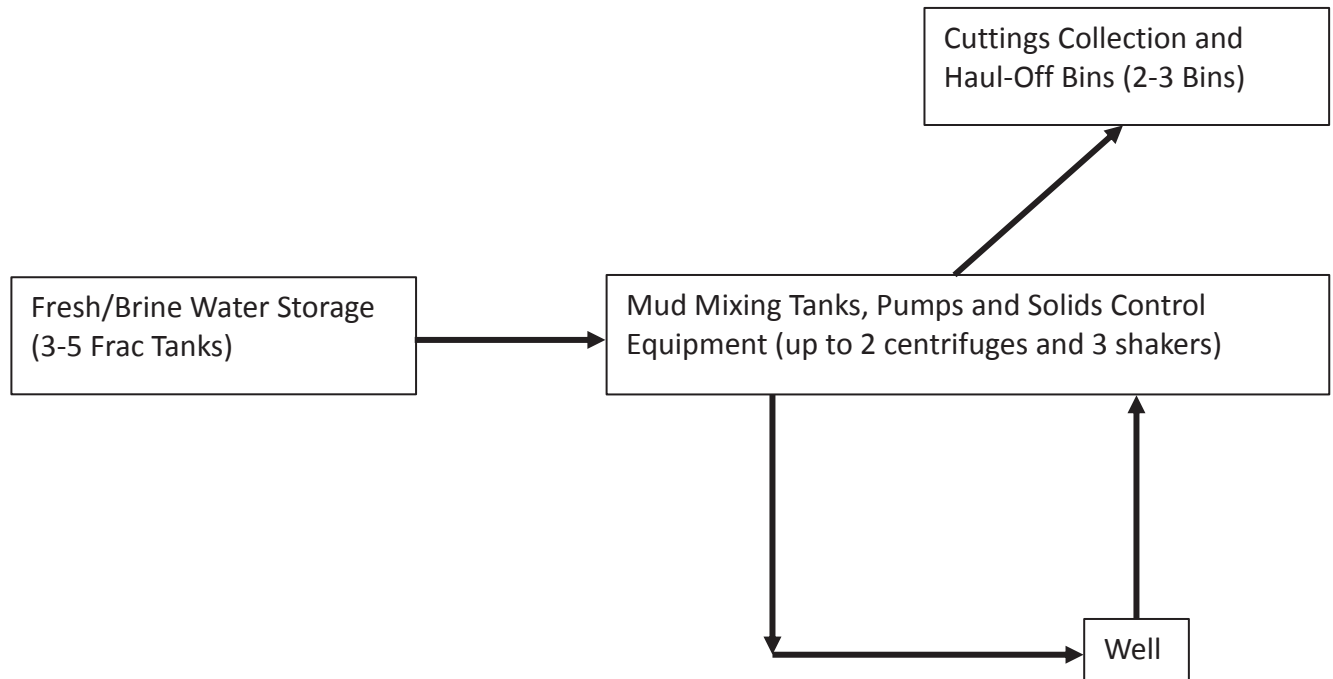 Cuttings Collection and
Haul-Off Bins (2-3 Bins)
Fresh/Brine Water Storage
(3-5 Frac Tanks)
Mud Mixing Tanks, Pumps and Solids Control
Equipment (up to 2 centrifuges and 3 shakers)
Well